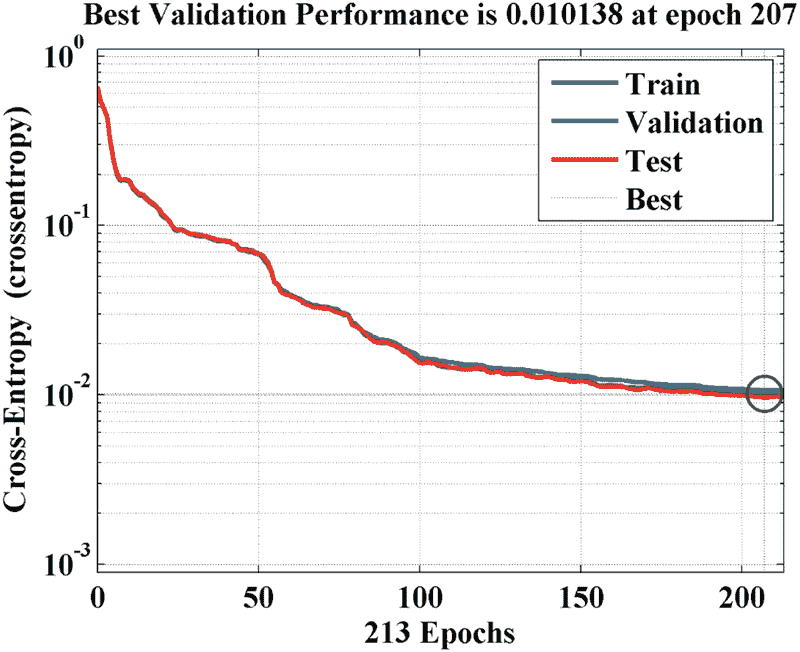 Best Validation Performance is 0.010138 at epoch 207
Cross-Entropy (crossentropy)
10^0
10^-1
10^-2
10^-3
Train
Validation
Test
Best
0 50 100 150 200
213 Epochs